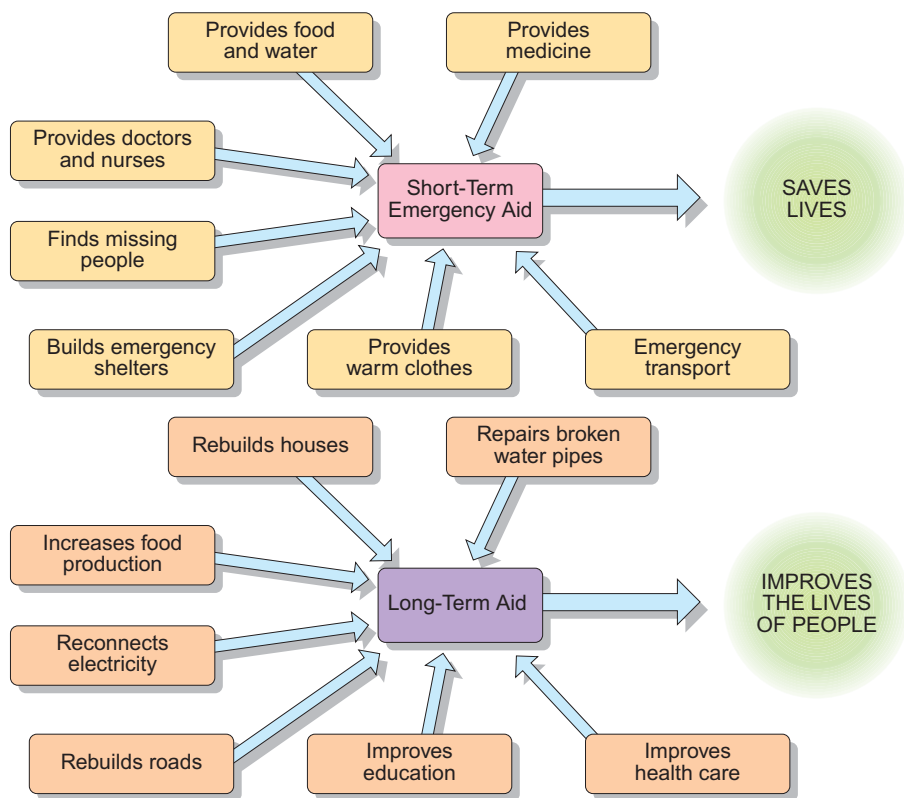 Provides food
and water
Provides
medicine
Provides doctors
and nurses
Short-Term
Emergency Aid
SAVES
LIVES
Finds missing
people
Builds emergency
shelters
Provides
warm clothes
Emergency
transport
Rebuilds houses
Repairs broken
water pipes
Increases food
production
Long-Term Aid
IMPROVES
THE LIVES
OF PEOPLE
Reconnects
electricity
Rebuilds roads
Improves
education
Improves
health care